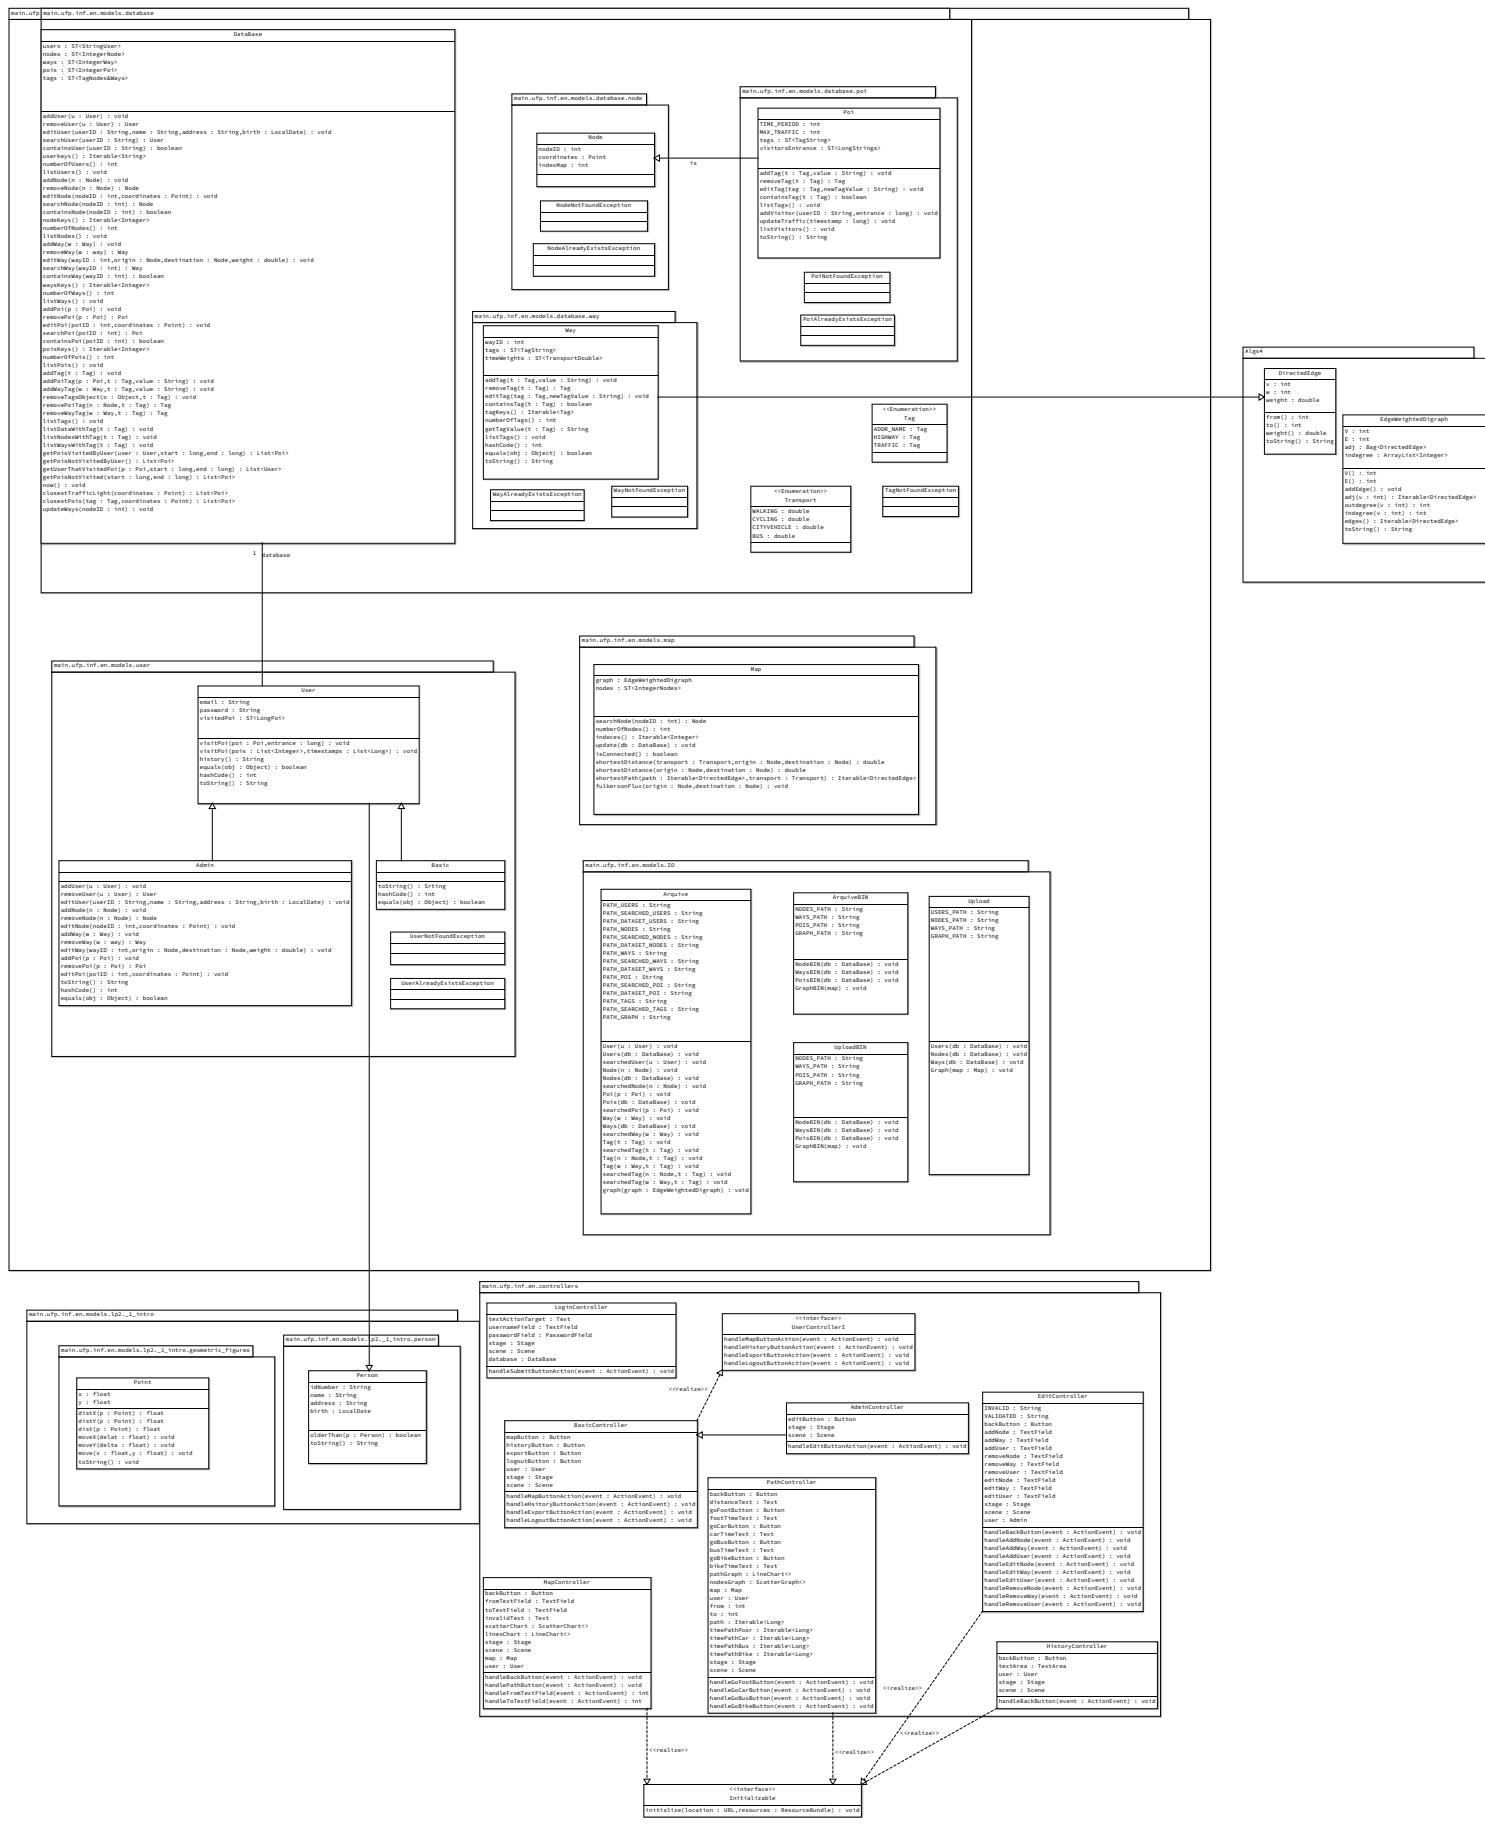 main.ufp
main.ufp.inf.en.models.database
DataBase
users : ST<StringUser>
nodes : ST<IntegerNode>
ways : ST<IntegerWay>
pois : ST<IntegerPoi>
tags : ST<TagNodes&Ways>
addUser(u : User) : void
removeUser(u : User) : User
editUser(userID : String,name : String,address : String,birth : LocalDate) : void
searchUser(userID : String) : User
containsUser(userID : String) : boolean
userkeys() : Iterable<String>
numberOfUsers() : int
listUsers() : void
addNode(n : Node) : void
removeNode(n : Node) : Node
editNode(nodeID : int,coordinates : Point) : void
searchNode(nodeID : int) : Node
containsNode(nodeID : int) : boolean
nodeKeys() : Iterable<Integer>
numberOfNodes() : int
listNodes() : void
addWay(w : Way) : void
removeWay(w : way) : Way
editWay(wayID : int,origin : Node,destination : Node,weight : double) : void
searchWay(wayID : int) : Way
containsWay(wayID : int) : boolean
waysKeys() : Iterable<Integer>
numberOfWays() : int
listWays() : void
addPoi(p : Poi) : void
removePoi(p : Poi) : Poi
editPoi(poiID : int,coordinates : Point) : void
searchPoi(poiID : int) : Poi
containsPoi(poiID : int) : boolean
poisKeys() : Iterable<Integer>
numberOfPois() : int
listPois() : void
addTag(t : Tag) : void
addPoiTag(p : Poi,t : Tag,value : String) : void
addWayTag(w : Way,t : Tag,value : String) : void
removeTagsObject(o : Object,t : Tag) : void
removePoiTag(n : Node,t : Tag) : Tag
removeWayTag(w : Way,t : Tag) : Tag
listTags() : void
listDataWithTag(t : Tag) : void
listNodesWithTag(t : Tag) : void
listWaysWithTag(t : Tag) : void
getPoisVisitedByUser(user : User,start : long,end : long) : List<Poi>
getPoisNotVisitedByUser() : List<Poi>
getUserThatVisitedPoi(p : Poi,start : long,end : long) : List<User>
getPoisNotVisited(start : long,end : long) : List<Poi>
now() : void
closestTrafficLight(coordinates : Point) : List<Poi>
closestPois(tag : Tag,coordinates : Point) : List<Poi>
updateWays(nodeID : int) : void
1 database
main.ufp.inf.en.models.database.node
Node
nodeID : int
coordinates : Point
indexMap : int
NodeNotFoundException
NodeAlreadyExistsException
is
main.ufp.inf.en.models.database.poi
Poi
TIME_PERIOD : int
MAX_TRAFFIC : int
tags : ST<TagString>
visitorsEntrance : ST<LongStrings>
addTag(t : Tag,value : String) : void
removeTag(t : Tag) : Tag
editTag(tag : Tag,newTagValue : String) : void
containsTag(t : Tag) : boolean
listTags() : void
addVisitor(userID : String,entrance : long) : void
updateTraffic(timestamp : long) : void
listVisitors() : void
toString() : String
PoiNotFoundException
PoiAlreadyExistsException
main.ufp.inf.en.models.database.way
Way
wayID : int
tags : ST<TagString>
timeWeights : ST<TransportDouble>
addTag(t : Tag,value : String) : void
removeTag(t : Tag) : Tag
editTag(tag : Tag,newTagValue : String) : void
containsTag(t : Tag) : boolean
tagKeys() : Iterable<Tag>
numberOfTags() : int
getTagValue(t : Tag) : String
listTags() : void
hashCode() : int
equals(obj : Object) : boolean
toString() : String
WayAlreadyExistsException
WayNotFoundException
<<Enumeration>>
Tag
ADDR_NAME : Tag
HIGHWAY : Tag
TRAFFIC : Tag
<<Enumeration>>
Transport
WALKING : double
CYCLING : double
CITYVEHICLE : double
BUS : double
TagNotFoundException
Algs4
DirectedEdge
v : int
w : int
weight : double
from() : int
to() : int
weight() : double
toString() : String
EdgeWeightedDigraph
V : int
E : int
adj : Bag<DirectedEdge>
indegree : ArrayList<Integer>
V() : int
E() : int
addEdge() : void
adj(v : int) : Iterable<DirectedEdge>
outdegree(v : int) : int
indegree(v : int) : int
edges() : Iterable<DirectedEdge>
toString() : String
main.ufp.inf.en.models.user
User
email : String
password : String
visitedPoi : ST<LongPoi>
visitPoi(poi : Poi,entrance : long) : void
visitPoi(pois : List<Integer>,timestamps : List<Long>) : void
history() : String
equals(obj : Object) : boolean
hashCode() : int
toString() : String
Admin
addUser(u : User) : void
removeUser(u : User) : User
editUser(userID : String,name : String,address : String,birth : LocalDate) : void
addNode(n : Node) : void
removeNode(n : Node) : Node
editNode(nodeID : int,coordinates : Point) : void
addWay(w : Way) : void
removeWay(w : way) : Way
editWay(wayID : int,origin : Node,destination : Node,weight : double) : void
addPoi(p : Poi) : void
removePoi(p : Poi) : Poi
editPoi(poiID : int,coordinates : Point) : void
toString() : String
hashCode() : int
equals(obj : Object) : boolean
Basic
toString() : Srting
hashCode() : int
equals(obj : Object) : boolean
UserNotFoundException
UserAlreadyExistsException
main.ufp.inf.en.models.map
Map
graph : EdgeWeightedDigraph
nodes : ST<IntegerNodes>
searchNode(nodeID : int) : Node
numberOfNodes() : int
indeces() : Iterable<Integer>
update(db : DataBase) : void
isConnected() : boolean
shortestDistance(transport : Transport,origin : Node,destination : Node) : double
shortestDistance(origin : Node,destination : Node) : double
shortestPath(path : Iterable<DirectedEdge>,transport : Transport) : Iterable<DirectedEdge>
fulkersonFlux(origin : Node,destination : Node) : void
main.ufp.inf.en.models.IO
Arquive
PATH_USERS : String
PATH_SEARCHED_USERS : String
PATH_DATASET_USERS : String
PATH_NODES : String
PATH_SEARCHED_NODES : String
PATH_DATASET_NODES : String
PATH_WAYS : String
PATH_SEARCHED_WAYS : String
PATH_DATASET_WAYS : String
PATH_POI : String
PATH_SEARCHED_POI : String
PATH_DATASET_POI : String
PATH_TAGS : String
PATH_SEARCHED_TAGS : String
PATH_GRAPH : String
User(u : User) : void
Users(db : DataBase) : void
searchedUser(u : User) : void
Node(n : Node) : void
Nodes(db : DataBase) : void
searchedNode(n : Node) : void
Poi(p : Poi) : void
Pois(db : DataBase) : void
searchedPoi(p : Poi) : void
Way(w : Way) : void
Ways(db : DataBase) : void
searchedWay(w : Way) : void
Tag(t : Tag) : void
searchedTag(t : Tag) : void
Tag(n : Node,t : Tag) : void
Tag(w : Way,t : Tag) : void
searchedTag(n : Node,t : Tag) : void
searchedTag(w : Way,t : Tag) : void
graph(graph : EdgeWeightedDigraph) : void
ArquiveBIN
NODES_PATH : String
WAYS_PATH : String
POIS_PATH : String
GRAPH_PATH : String
NodeBIN(db : DataBase) : void
WaysBIN(db : DataBase) : void
PoisBIN(db : DataBase) : void
GraphBIN(map) : void
UploadBIN
NODES_PATH : String
WAYS_PATH : String
POIS_PATH : String
GRAPH_PATH : String
NodeBIN(db : DataBase) : void
WaysBIN(db : DataBase) : void
PoisBIN(db : DataBase) : void
GraphBIN(map) : void
Upload
USERS_PATH : String
NODES_PATH : String
WAYS_PATH : String
GRAPH_PATH : String
Users(db : DataBase) : void
Nodes(db : DataBase) : void
Ways(db : DataBase) : void
Graph(map : Map) : void
main.ufp.inf.en.models.lp2._1_intro
main.ufp.inf.en.models.lp2._1_intro.geometric_figures
Point
x : float
y : float
distX(p : Point) : float
distY(p : Point) : float
dist(p : Point) : float
moveX(delat : float) : void
moveY(delta : float) : void
move(x : float,y : float) : void
toString() : void
main.ufp.inf.en.models.lp2._1_intro.person
Person
idNumber : String
name : String
address : String
birth : LocalDate
olderThan(p : Person) : boolean
toString() : String
main.ufp.inf.en.controllers
LoginController
textActionTarget : Text
usernameField : TextField
passwordField : PasswordField
stage : Stage
scene : Scene
database : DataBase
handleSubmitButtonAction(event : ActionEvent) : void
<<interface>>
UserControllerI
handleMapButtonAction(event : ActionEvent) : void
handleHistoryButtonAction(event : ActionEvent) : void
handleExportButtonAction(event : ActionEvent) : void
handleLogoutButtonAction(event : ActionEvent) : void
<<realize>>
BasicController
mapButton : Button
historyButton : Button
exportButton : Button
logoutButton : Button
user : User
stage : Stage
scene : Scene
handleMapButtonAction(event : ActionEvent) : void
handleHsitoryButtonAction(event : ActionEvent) : void
handleExportButtonAction(event : ActionEvent) : void
handleLogoutButtonAction(event : ActionEvent) : void
AdminController
editButton : Button
stage : Stage
scene : Scene
handleEditButtonAction(event : ActionEvent) : void
EditController
INVALID : String
VALIDATED : String
backButton : Button
addNode : TextField
addWay : TextField
addUser : TextField
removeNode : TextField
removeWay : TextField
removeUser : TextField
editNode : TextField
editWay : TextField
editUser : TextField
stage : Stage
scene : Scene
user : Admin
handleBackButton(event : ActionEvent) : void
handleAddNode(event : ActionEvent) : void
handleAddWay(event : ActionEvent) : void
handleAddUser(event : ActionEvent) : void
handleEditNode(event : ActionEvent) : void
handleEditWay(event : ActionEvent) : void
handleEditUser(event : ActionEvent) : void
handleRemoveNode(event : ActionEvent) : void
handleRemoveWay(event : ActionEvent) : void
handleRemoveUser(event : ActionEvent) : void
PathController
backButton : Button
distanceText : Text
goFootButton : Button
footTimeText : Text
goCarButton : Button
carTimeText : Text
goBusButton : Button
busTimeText : Text
goBikeButton : Button
bikeTimeText : Text
pathGraph : LineChart<>
nodesGraph : ScatterGraph<>
map : Map
user : User
from : int
to : int
path : Iterable<Long>
timePathPoor : Iterable<Long>
timePathCar : Iterable<Long>
timePathBus : Iterable<Long>
timePathBike : Iterable<Long>
stage : Stage
scene : Scene
handleGoFootButton(event : ActionEvent) : void
handleGoCarButton(event : ActionEvent) : void
handleGoBusButton(event : ActionEvent) : void
handleGoBikeButton(event : ActionEvent) : void
MapController
backButton : Button
fromTextField : TextField
toTextField : TextField
invalidText : Text
scatterChart : ScatterChart<>
linesChart : LineChart<>
stage : Stage
scene : Scene
map : Map
user : User
handleBackButton(event : ActionEvent) : void
handlePathButton(event : ActionEvent) : void
handleFromTextField(event : ActionEvent) : int
handleToTextField(event : ActionEvent) : int
HistoryController
backButton : Button
textArea : TextArea
user : User
stage : Stage
scene : Scene
handleBackButton(event : ActionEvent) : void
<<realize>>
<<realize>>
<<realize>>
<<realize>>
<<interface>>
Initializable
initialize(location : URL,resources : ResourceBundle) : void